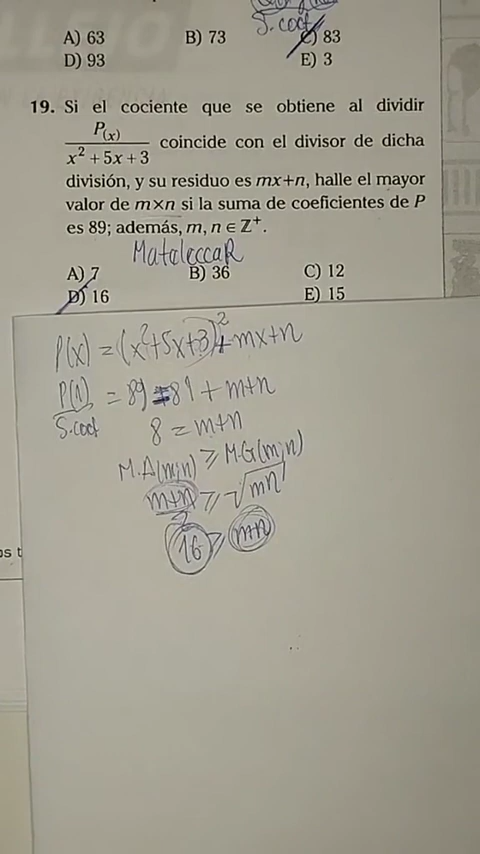 S. coef
A) 63 B) 73 C) 83
D) 93 E) 3
19. Si el cociente que se obtiene al dividir
P(x) / x² + 5x + 3 coincide con el divisor de dicha
división, y su residuo es mx+n, halle el mayor
valor de m×n si la suma de coeficientes de P
es 89; además, m, n ∈ Z⁺.
MateleccaR
A) 7 B) 36 C) 12
D) 16 E) 15
P(x) = (x²+5x+3)² + mx+n
P(1) = 89 = 81 + m+n
S. coef 8 = m+n
M.A(m;n) ≥ M.G(m;n)
m+n / 2 ≥ √mn
16 ≥ m×n